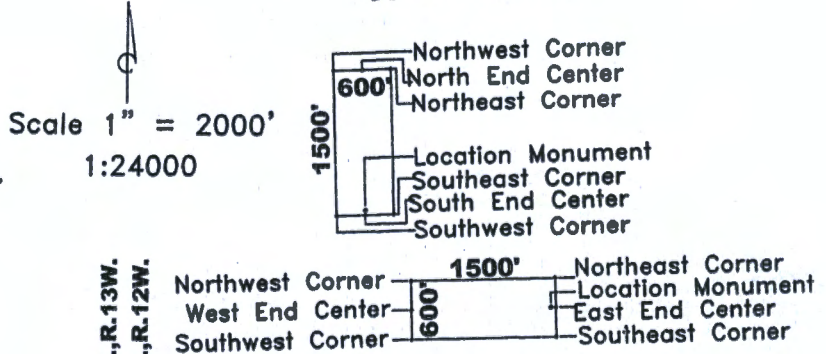 Scale 1" = 2000'
1:24000
Northwest Corner
North End Center
600'
Northeast Corner
1500'
Location Monument
Southeast Corner
South End Center
Southwest Corner
,R.13W.
,R.12W.
Northwest Corner
West End Center
Southwest Corner
1500'
600'
Northeast Corner
Location Monument
East End Center
Southeast Corner